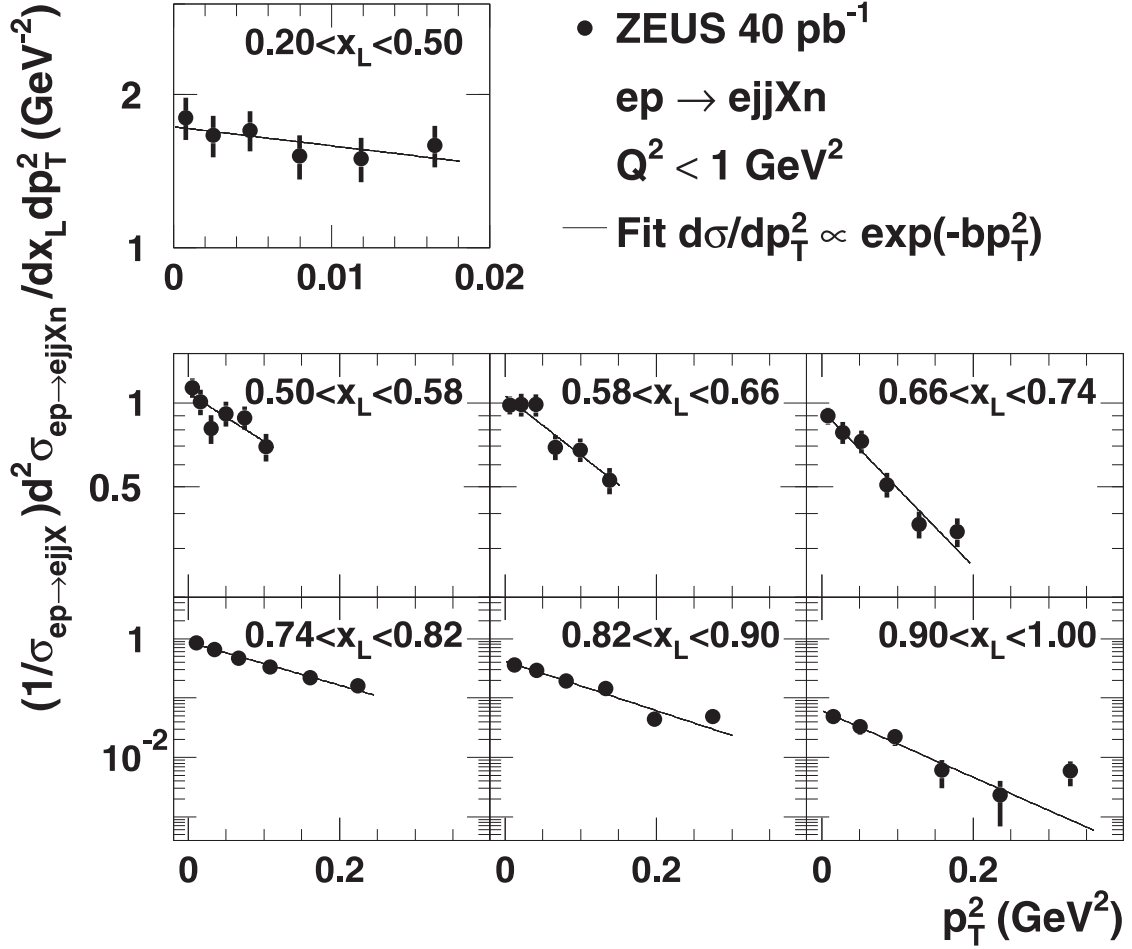 (1/σ_ep→ejjX)d²σ_ep→ejjXn/dx_L dp_T² (GeV⁻²)
0.20<x_L<0.50
2
1
0 0.01 0.02
● ZEUS 40 pb⁻¹
ep → ejjXn
Q² < 1 GeV²
— Fit dσ/dp_T² ∝ exp(-bp_T²)
0.50<x_L<0.58 0.58<x_L<0.66 0.66<x_L<0.74
1
0.5
0.74<x_L<0.82 0.82<x_L<0.90 0.90<x_L<1.00
1
10⁻²
0 0.2 0 0.2 0 0.2
p_T² (GeV²)